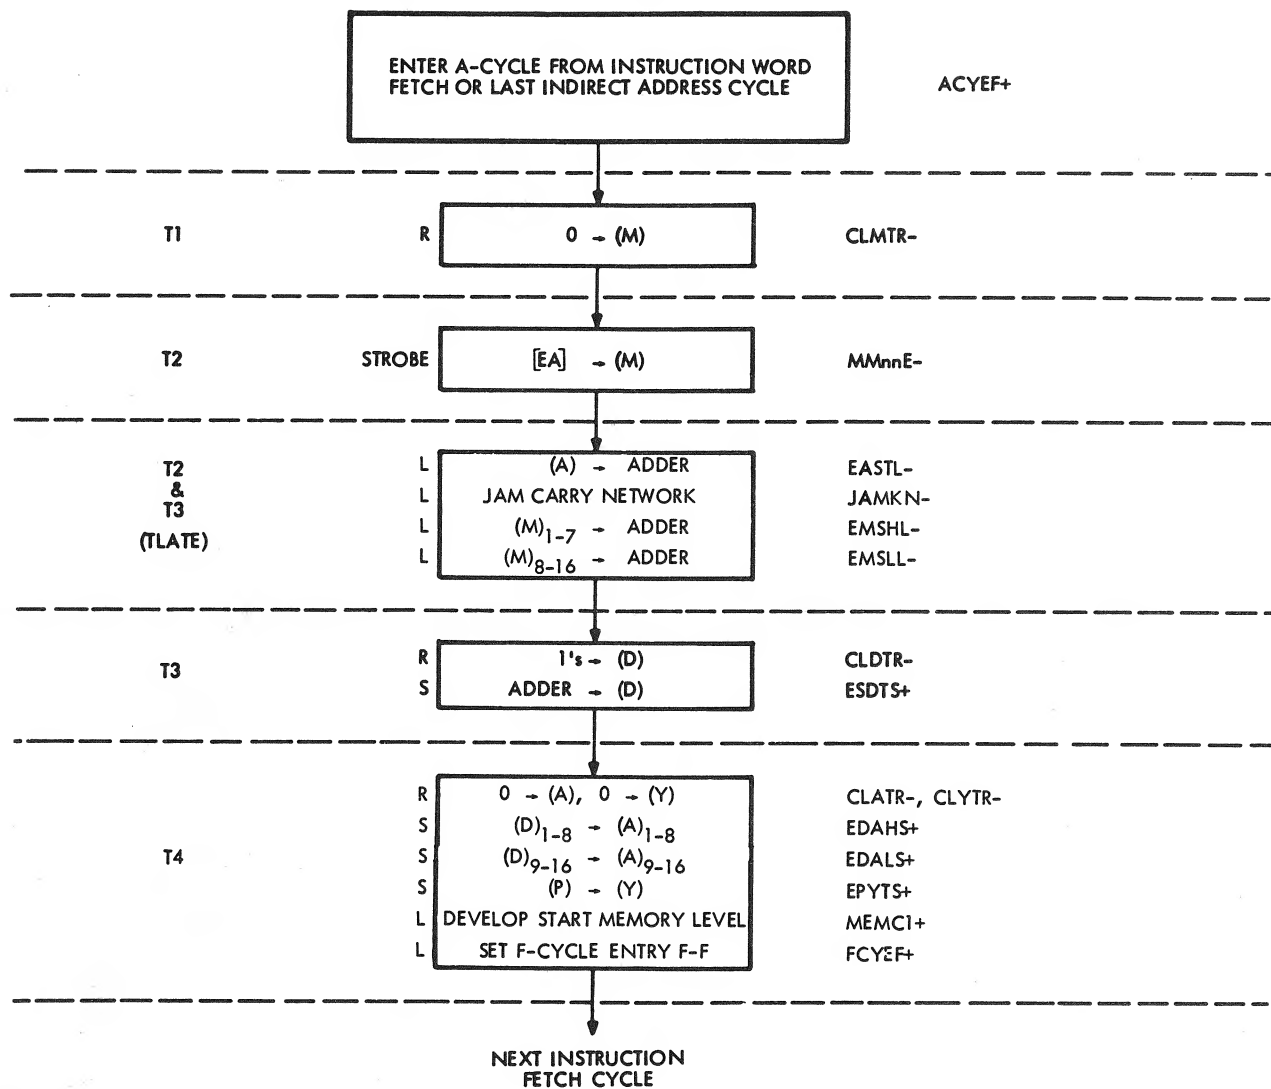 ENTER A-CYCLE FROM INSTRUCTION WORD
FETCH OR LAST INDIRECT ADDRESS CYCLE
ACYEF+
T1 R 0 → (M) CLMTR-
T2 STROBE [EA] → (M) MMnnE-
T2
&
T3
(TLATE)
L (A) → ADDER EASTL-
L JAM CARRY NETWORK JAMKN-
L (M)1-7 → ADDER EMSHL-
L (M)8-16 → ADDER EMSLL-
T3
R 1's → (D) CLDTR-
S ADDER → (D) ESDTS+
T4
R 0 → (A), 0 → (Y) CLATR-, CLYTR-
S (D)1-8 → (A)1-8 EDAHS+
S (D)9-16 → (A)9-16 EDALS+
S (P) → (Y) EPYTS+
L DEVELOP START MEMORY LEVEL MEMC1+
L SET F-CYCLE ENTRY F-F FCYEF+
NEXT INSTRUCTION
FETCH CYCLE